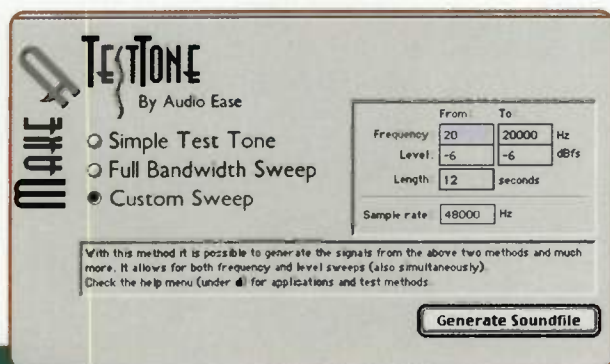 MAKE A
TESTTONE
By Audio Ease
Simple Test Tone
Full Bandwidth Sweep
Custom Sweep
From: To:
Frequency 20 20000 Hz
Level: -6 -6 dBfs
Length 12 seconds
Sample rate 48000 Hz
With this method it is possible to generate the signals from the above two methods and much
more. It allows for both frequency and level sweeps (also simultaneously)
Check the help menu (under for applications and test methods
Generate Soundfile